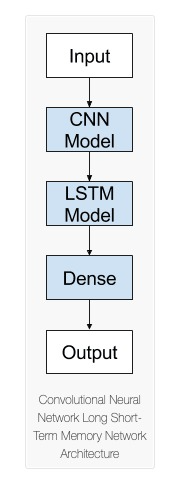 Input
CNN
Model
LSTM
Model
Dense
Output
Convolutional Neural
Network Long Short-
Term Memory Network
Architecture